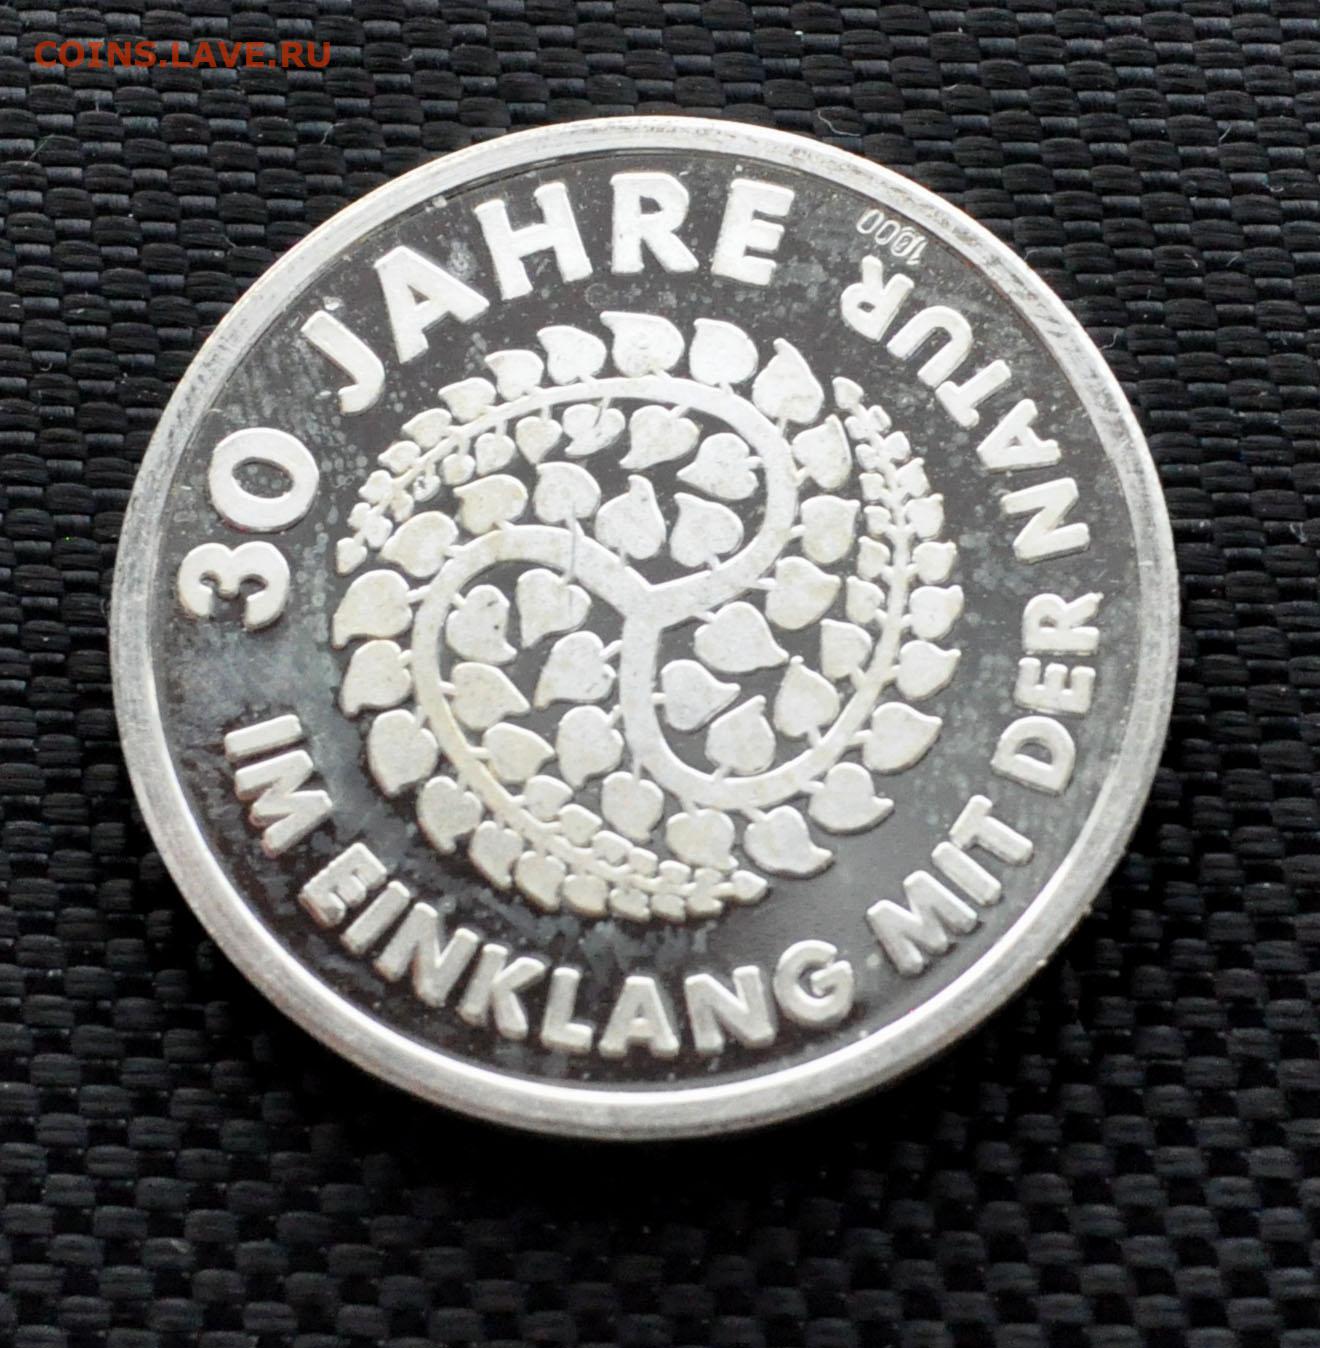 COINS.LAVE.RU
30 JAHRE
IM EINKLANG MIT DER NATUR
1000